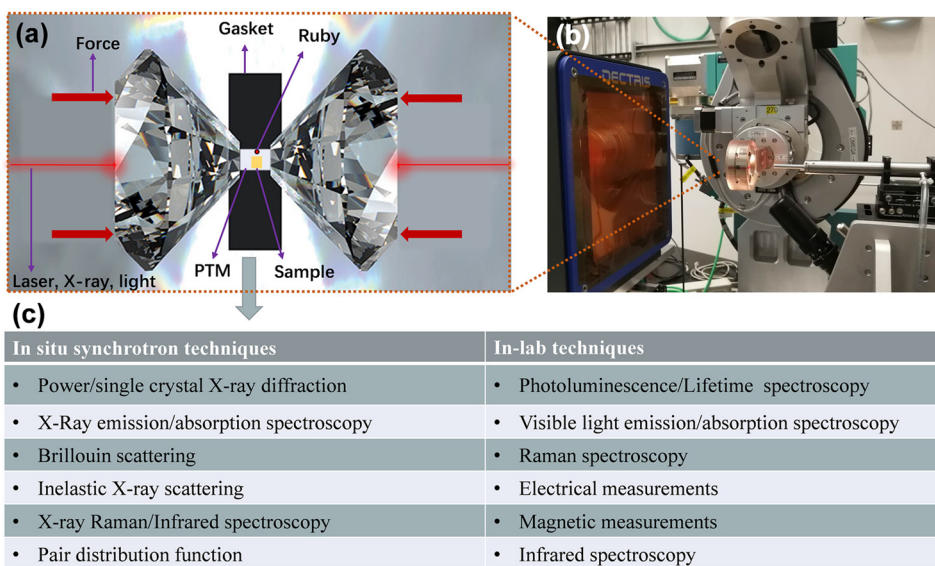 (a)
Gasket
Ruby
Force
PTM
Sample
Laser, X-ray, light
(b)
DECTRIS
270
(c)
In situ synchrotron techniques
In-lab techniques
• Power/single crystal X-ray diffraction
• Photoluminescence/Lifetime spectroscopy
• X-Ray emission/absorption spectroscopy
• Visible light emission/absorption spectroscopy
• Brillouin scattering
• Raman spectroscopy
• Inelastic X-ray scattering
• Electrical measurements
• X-ray Raman/Infrared spectroscopy
• Magnetic measurements
• Pair distribution function
• Infrared spectroscopy